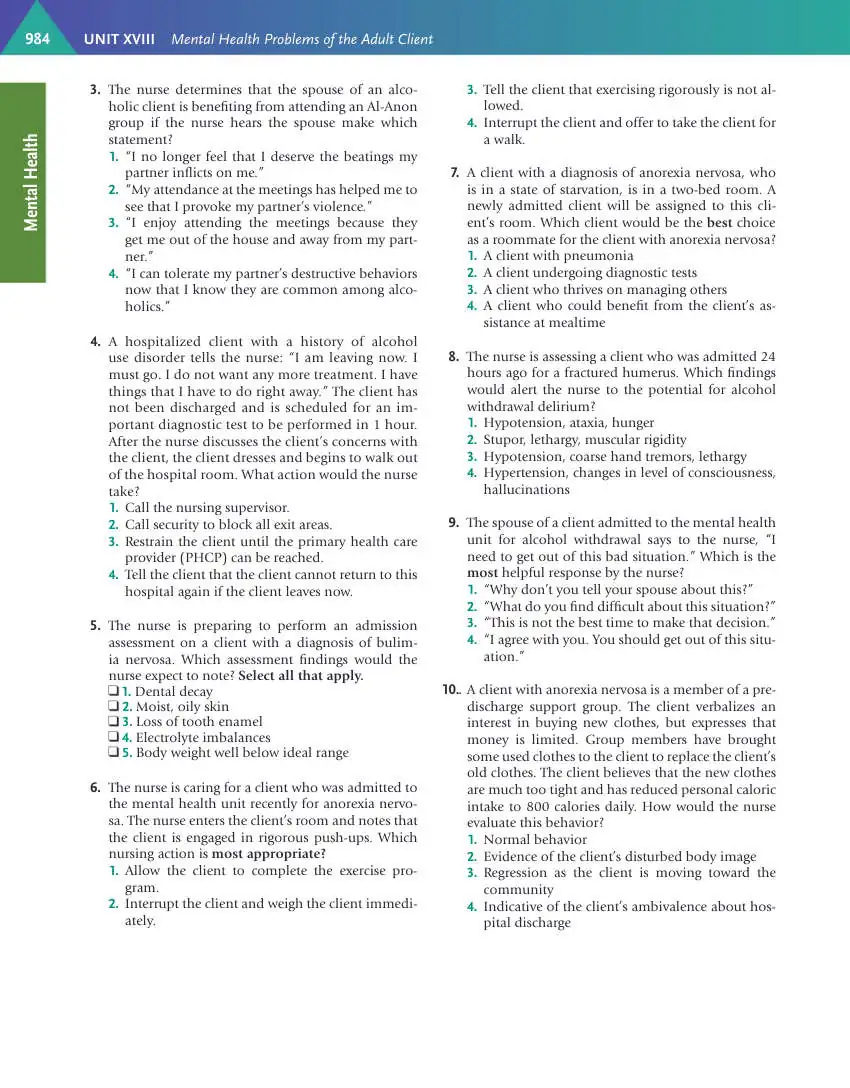 984
UNIT XVIII Mental Health Problems of the Adult Client
Mental Health
3. The nurse determines that the spouse of an alco-
holic client is benefiting from attending an Al-Anon
group if the nurse hears the spouse make which
statement?
1. “I no longer feel that I deserve the beatings my
partner inflicts on me.”
2. “My attendance at the meetings has helped me to
see that I provoke my partner’s violence.”
3. “I enjoy attending the meetings because they
get me out of the house and away from my part-
ner.”
4. “I can tolerate my partner’s destructive behaviors
now that I know they are common among alco-
holics.”
4. A hospitalized client with a history of alcohol
use disorder tells the nurse: “I am leaving now. I
must go. I do not want any more treatment. I have
things that I have to do right away.” The client has
not been discharged and is scheduled for an im-
portant diagnostic test to be performed in 1 hour.
After the nurse discusses the client’s concerns with
the client, the client dresses and begins to walk out
of the hospital room. What action would the nurse
take?
1. Call the nursing supervisor.
2. Call security to block all exit areas.
3. Restrain the client until the primary health care
provider (PHCP) can be reached.
4. Tell the client that the client cannot return to this
hospital again if the client leaves now.
5. The nurse is preparing to perform an admission
assessment on a client with a diagnosis of bulim-
ia nervosa. Which assessment findings would the
nurse expect to note? Select all that apply.
❑ 1. Dental decay
❑ 2. Moist, oily skin
❑ 3. Loss of tooth enamel
❑ 4. Electrolyte imbalances
❑ 5. Body weight well below ideal range
6. The nurse is caring for a client who was admitted to
the mental health unit recently for anorexia nervo-
sa. The nurse enters the client’s room and notes that
the client is engaged in rigorous push-ups. Which
nursing action is most appropriate?
1. Allow the client to complete the exercise pro-
gram.
2. Interrupt the client and weigh the client immedi-
ately.
3. Tell the client that exercising rigorously is not al-
lowed.
4. Interrupt the client and offer to take the client for
a walk.
7. A client with a diagnosis of anorexia nervosa, who
is in a state of starvation, is in a two-bed room. A
newly admitted client will be assigned to this cli-
ent’s room. Which client would be the best choice
as a roommate for the client with anorexia nervosa?
1. A client with pneumonia
2. A client undergoing diagnostic tests
3. A client who thrives on managing others
4. A client who could benefit from the client’s as-
sistance at mealtime
8. The nurse is assessing a client who was admitted 24
hours ago for a fractured humerus. Which findings
would alert the nurse to the potential for alcohol
withdrawal delirium?
1. Hypotension, ataxia, hunger
2. Stupor, lethargy, muscular rigidity
3. Hypotension, coarse hand tremors, lethargy
4. Hypertension, changes in level of consciousness,
hallucinations
9. The spouse of a client admitted to the mental health
unit for alcohol withdrawal says to the nurse, “I
need to get out of this bad situation.” Which is the
most helpful response by the nurse?
1. “Why don’t you tell your spouse about this?”
2. “What do you find difficult about this situation?”
3. “This is not the best time to make that decision.”
4. “I agree with you. You should get out of this situ-
ation.”
10.. A client with anorexia nervosa is a member of a pre-
discharge support group. The client verbalizes an
interest in buying new clothes, but expresses that
money is limited. Group members have brought
some used clothes to the client to replace the client’s
old clothes. The client believes that the new clothes
are much too tight and has reduced personal caloric
intake to 800 calories daily. How would the nurse
evaluate this behavior?
1. Normal behavior
2. Evidence of the client’s disturbed body image
3. Regression as the client is moving toward the
community
4. Indicative of the client’s ambivalence about hos-
pital discharge